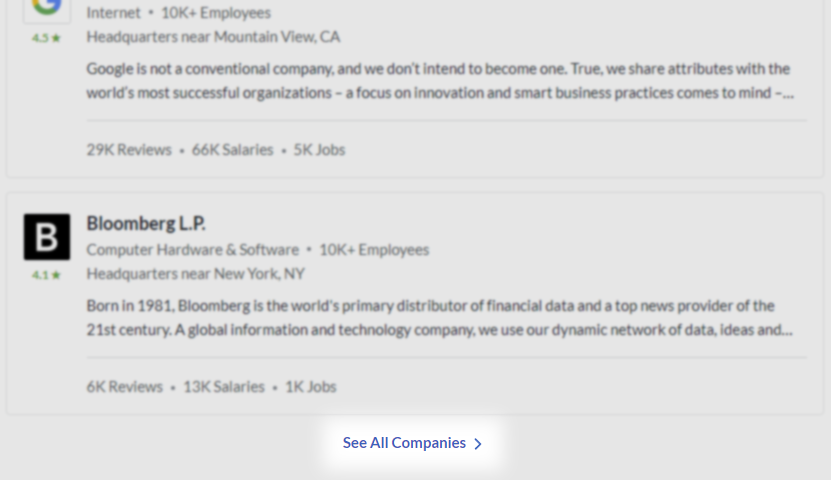 Internet • 10K+ Employees
4.5 ★
Headquarters near Mountain View, CA
Google is not a conventional company, and we don't intend to become one. True, we share attributes with the
world's most successful organizations – a focus on innovation and smart business practices comes to mind –...
29K Reviews • 66K Salaries • 5K Jobs
B
Bloomberg L.P.
Computer Hardware & Software • 10K+ Employees
4.1 ★
Headquarters near New York, NY
Born in 1981, Bloomberg is the world's primary distributor of financial data and a top news provider of the
21st century. A global information and technology company, we use our dynamic network of data, ideas and...
6K Reviews • 13K Salaries • 1K Jobs
See All Companies >